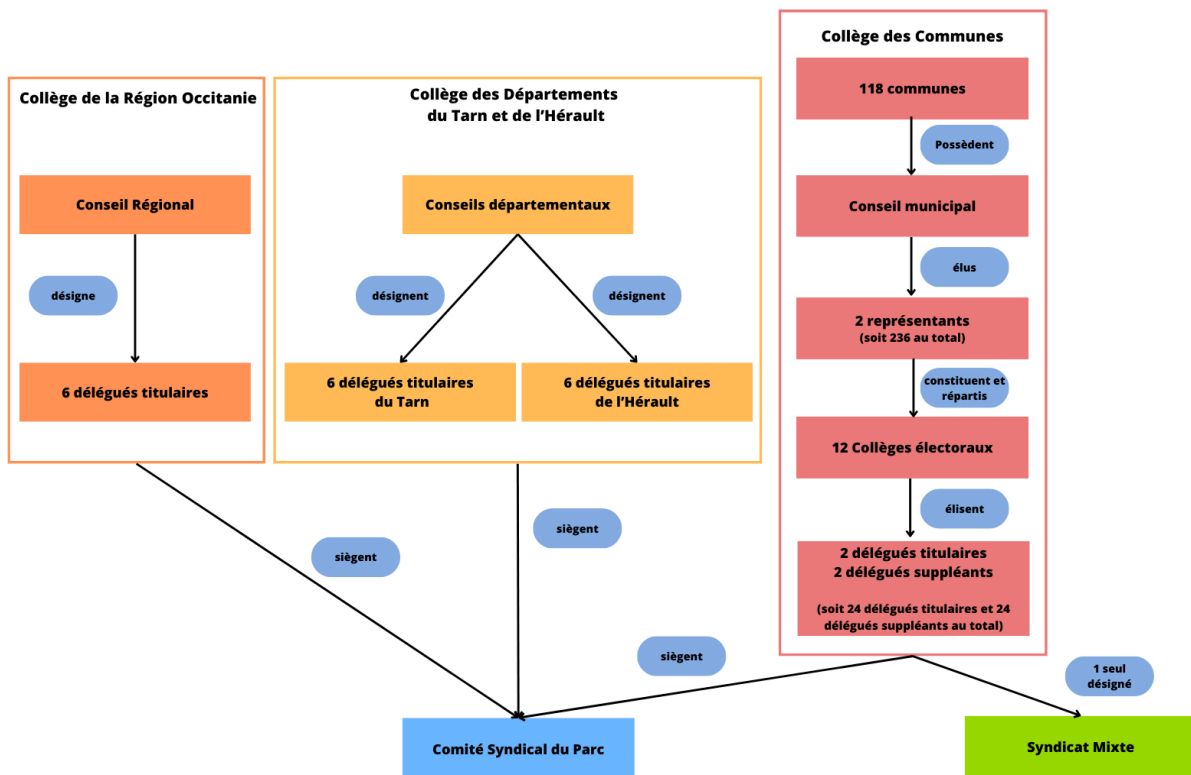 Collège de la Région Occitanie
Conseil Régional
désigne
6 délégués titulaires
siègent
Collège des Départements
du Tarn et de l'Hérault
Conseils départementaux
désignent
désignent
6 délégués titulaires
du Tarn
6 délégués titulaires
de l'Hérault
siègent
Collège des Communes
118 communes
Possèdent
Conseil municipal
élus
2 représentants
(soit 236 au total)
constituent et
répartis
12 Collèges électoraux
élisent
2 délégués titulaires
2 délégués suppléants
(soit 24 délégués titulaires et 24
délégués suppléants au total)
siègent
1 seul
désigné
Comité Syndical du Parc
Syndicat Mixte